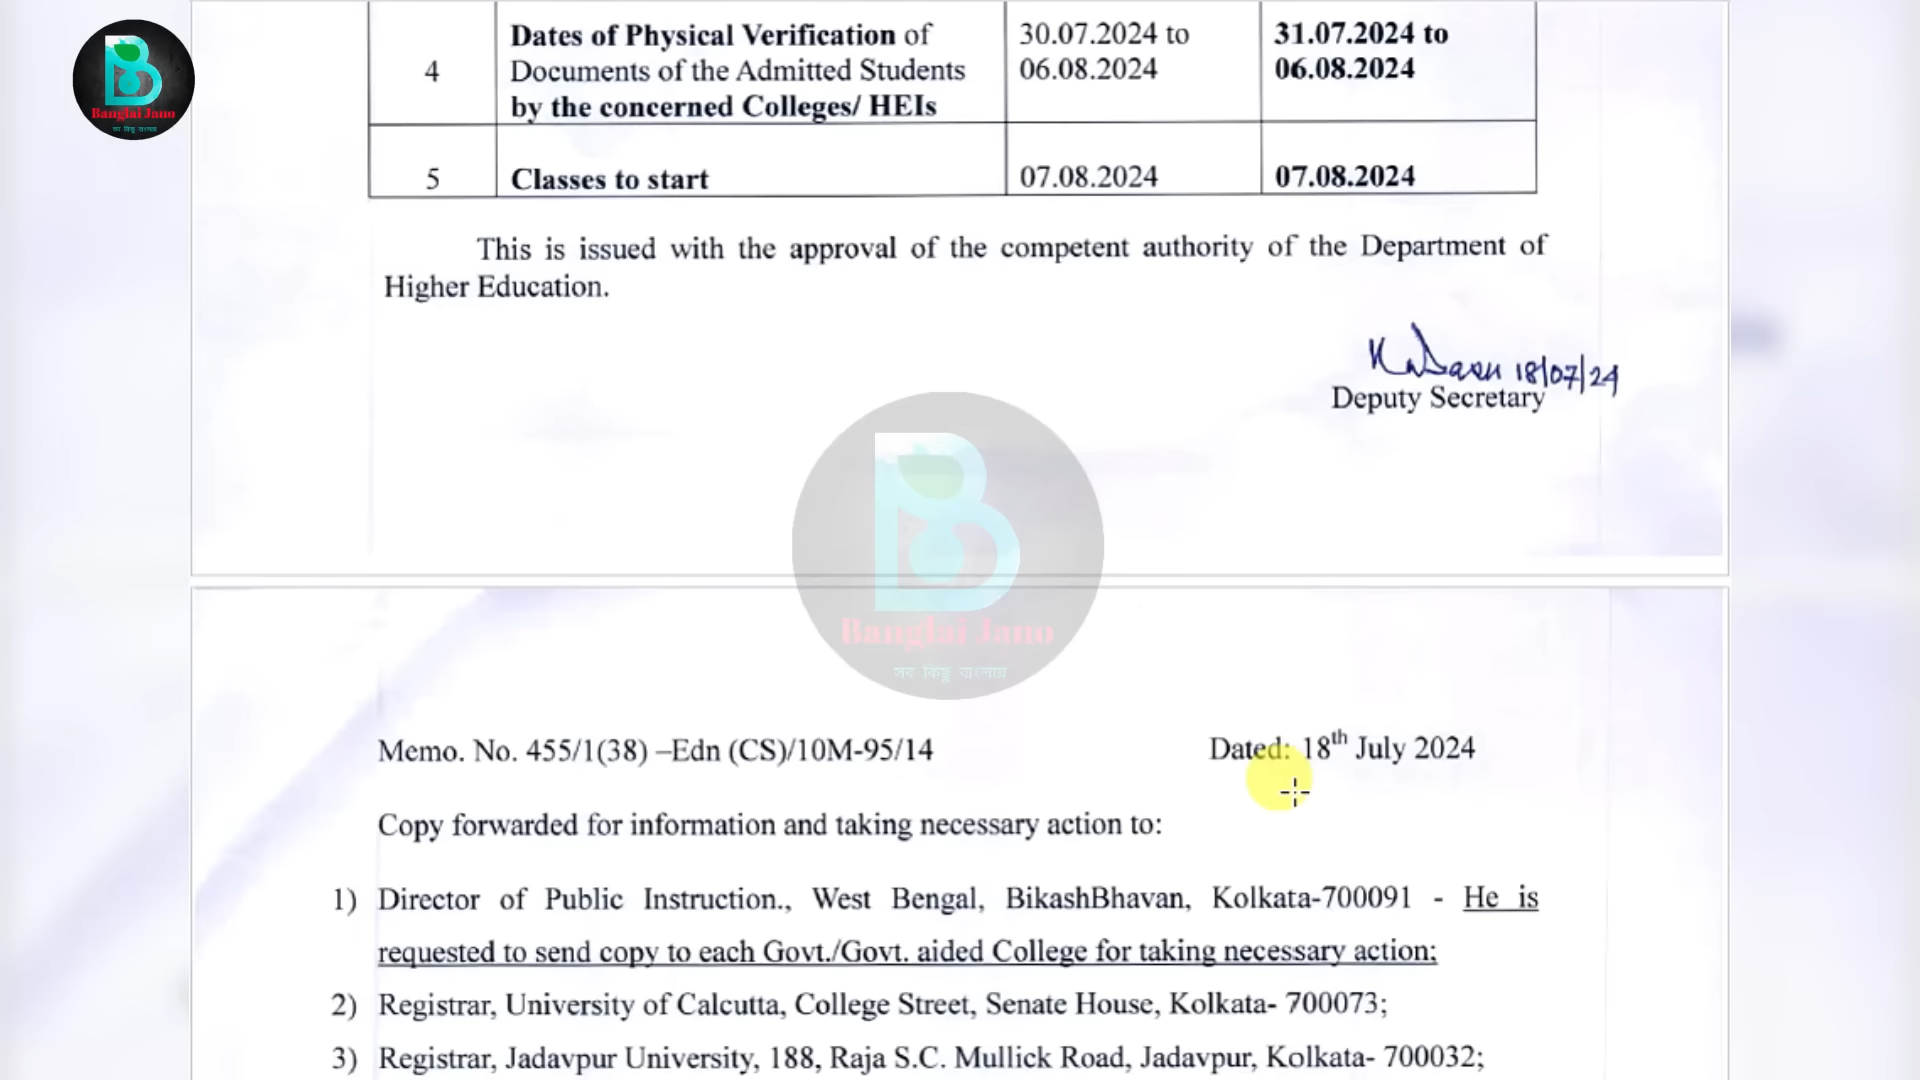 Banglai Jano
সব কিছু বাংলায়
4 Dates of Physical Verification of Documents of the Admitted Students by the concerned Colleges/ HEIs 30.07.2024 to 06.08.2024 31.07.2024 to 06.08.2024
5 Classes to start 07.08.2024 07.08.2024
This is issued with the approval of the competent authority of the Department of
Higher Education.
18/07/24
Deputy Secretary
Banglai Jano
সব কিছু বাংলায়
Memo. No. 455/1(38) –Edn (CS)/10M-95/14 Dated: 18th July 2024
Copy forwarded for information and taking necessary action to:
1) Director of Public Instruction., West Bengal, BikashBhavan, Kolkata-700091 - He is
requested to send copy to each Govt./Govt. aided College for taking necessary action;
2) Registrar, University of Calcutta, College Street, Senate House, Kolkata- 700073;
3) Registrar, Jadavpur University, 188, Raja S.C. Mullick Road, Jadavpur, Kolkata- 700032;